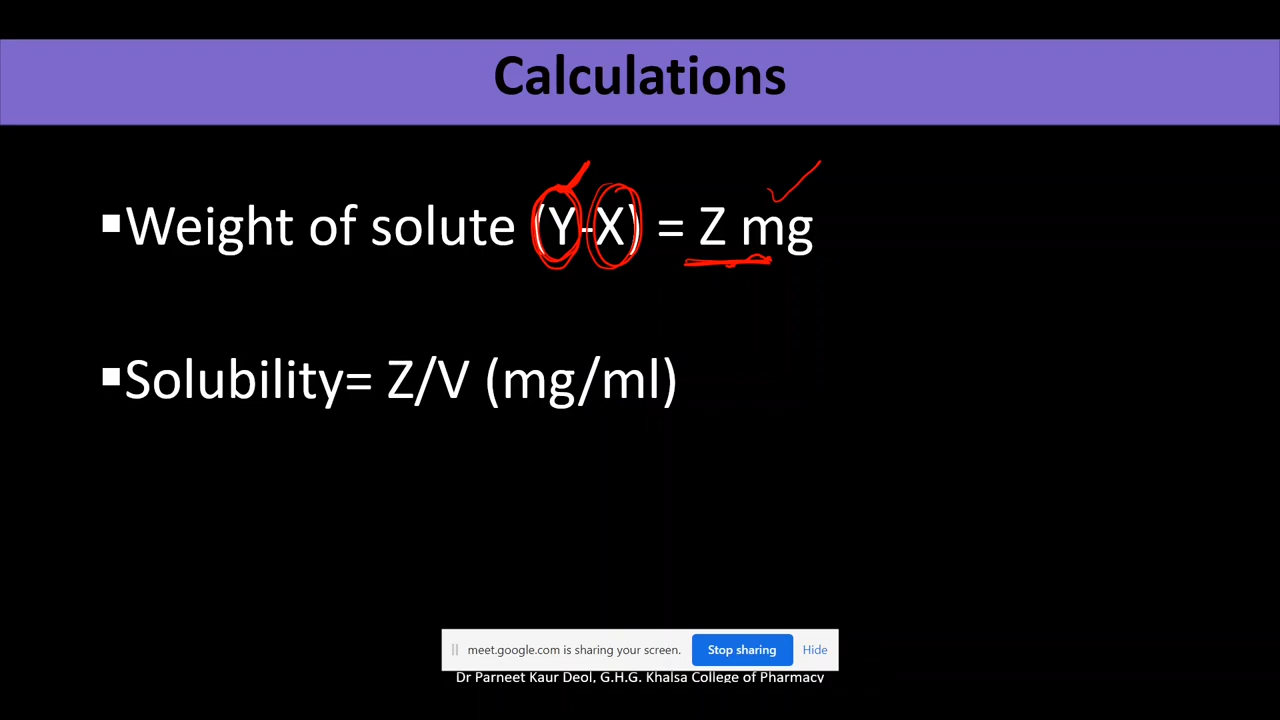 Calculations
▪Weight of solute (Y-X) = Z mg
▪Solubility= Z/V (mg/ml)
meet.google.com is sharing your screen. Stop sharing Hide
Dr Parneet Kaur Deol, G.H.G. Khalsa College of Pharmacy